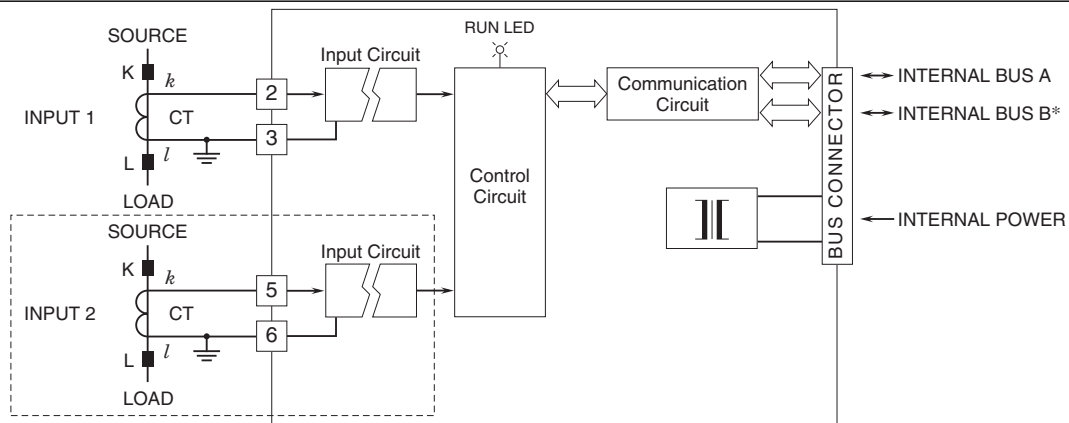 SOURCE
K
k
INPUT 1
CT
L
l
LOAD
2
3
Input Circuit
RUN LED
Control
Circuit
Communication
Circuit
BUS CONNECTOR
INTERNAL BUS A
INTERNAL BUS B*
INTERNAL POWER
SOURCE
K
k
INPUT 2
CT
L
l
LOAD
5
6
Input Circuit